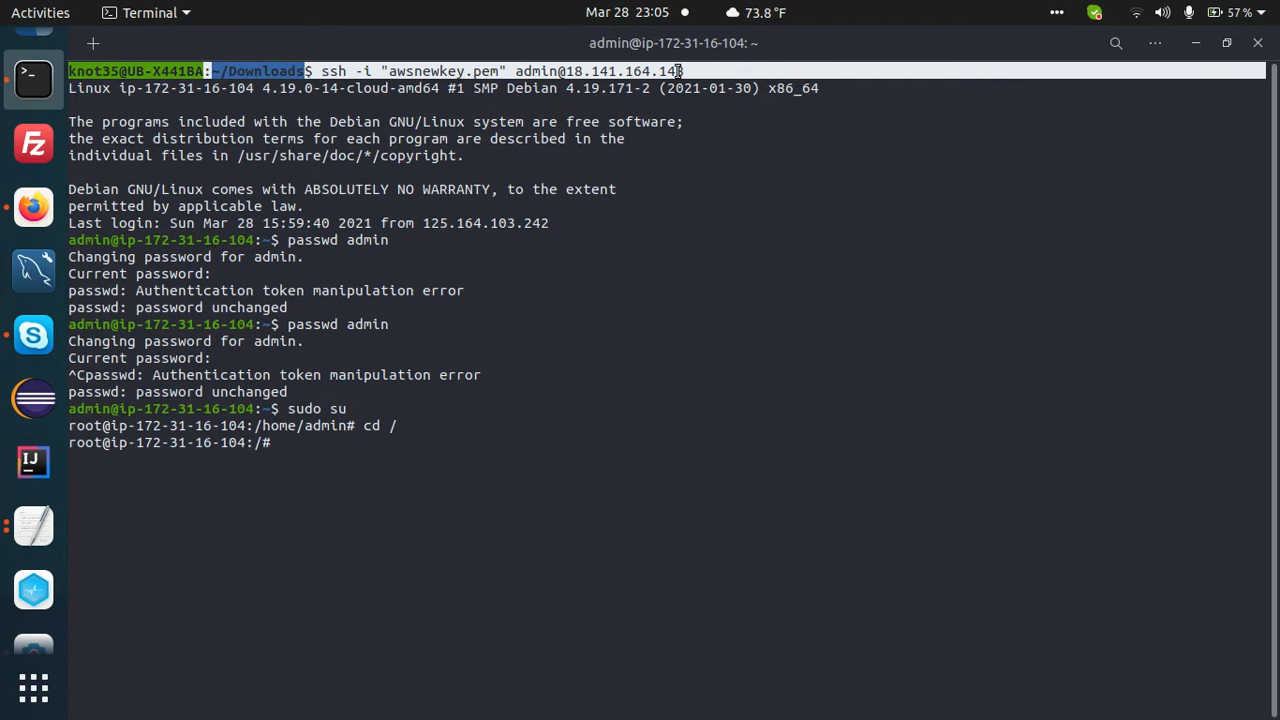 Activities
Terminal
Mar 28 23:05
73.8 °F
57 %
admin@ip-172-31-16-104: ~
knot35@UB-X441BA:~/Downloads$ ssh -i "awsnewkey.pem" admin@18.141.164.143
Linux ip-172-31-16-104 4.19.0-14-cloud-amd64 #1 SMP Debian 4.19.171-2 (2021-01-30) x86_64
The programs included with the Debian GNU/Linux system are free software;
the exact distribution terms for each program are described in the
individual files in /usr/share/doc/*/copyright.
Debian GNU/Linux comes with ABSOLUTELY NO WARRANTY, to the extent
permitted by applicable law.
Last login: Sun Mar 28 15:59:40 2021 from 125.164.103.242
admin@ip-172-31-16-104:~$ passwd admin
Changing password for admin.
Current password:
passwd: Authentication token manipulation error
passwd: password unchanged
admin@ip-172-31-16-104:~$ passwd admin
Changing password for admin.
Current password:
^Cpasswd: Authentication token manipulation error
passwd: password unchanged
admin@ip-172-31-16-104:~$ sudo su
root@ip-172-31-16-104:/home/admin# cd /
root@ip-172-31-16-104:/#
>_
Fz
IJ